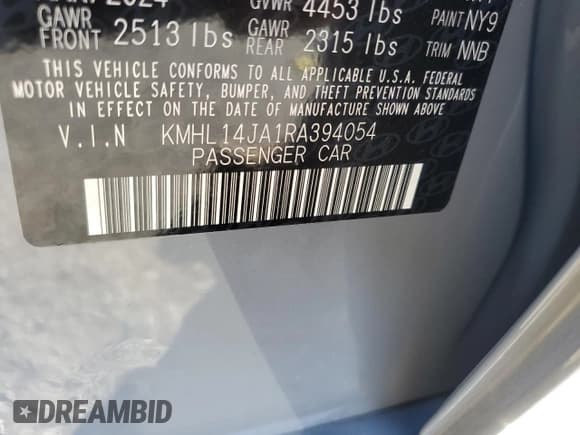 2024 GVWR 4453 lbs
GAWR FRONT 2513 lbs GAWR REAR 2315 lbs
PAINT NY9
TRIM NNB
THIS VEHICLE CONFORMS TO ALL APPLICABLE U.S.A. FEDERAL
MOTOR VEHICLE SAFETY, BUMPER, AND THEFT PREVENTION STANDARDS
IN EFFECT ON THE DATE OF MANUFACTURE SHOWN ABOVE.
V.I.N KMHL14JA1RA394054
PASSENGER CAR
DREAMBID